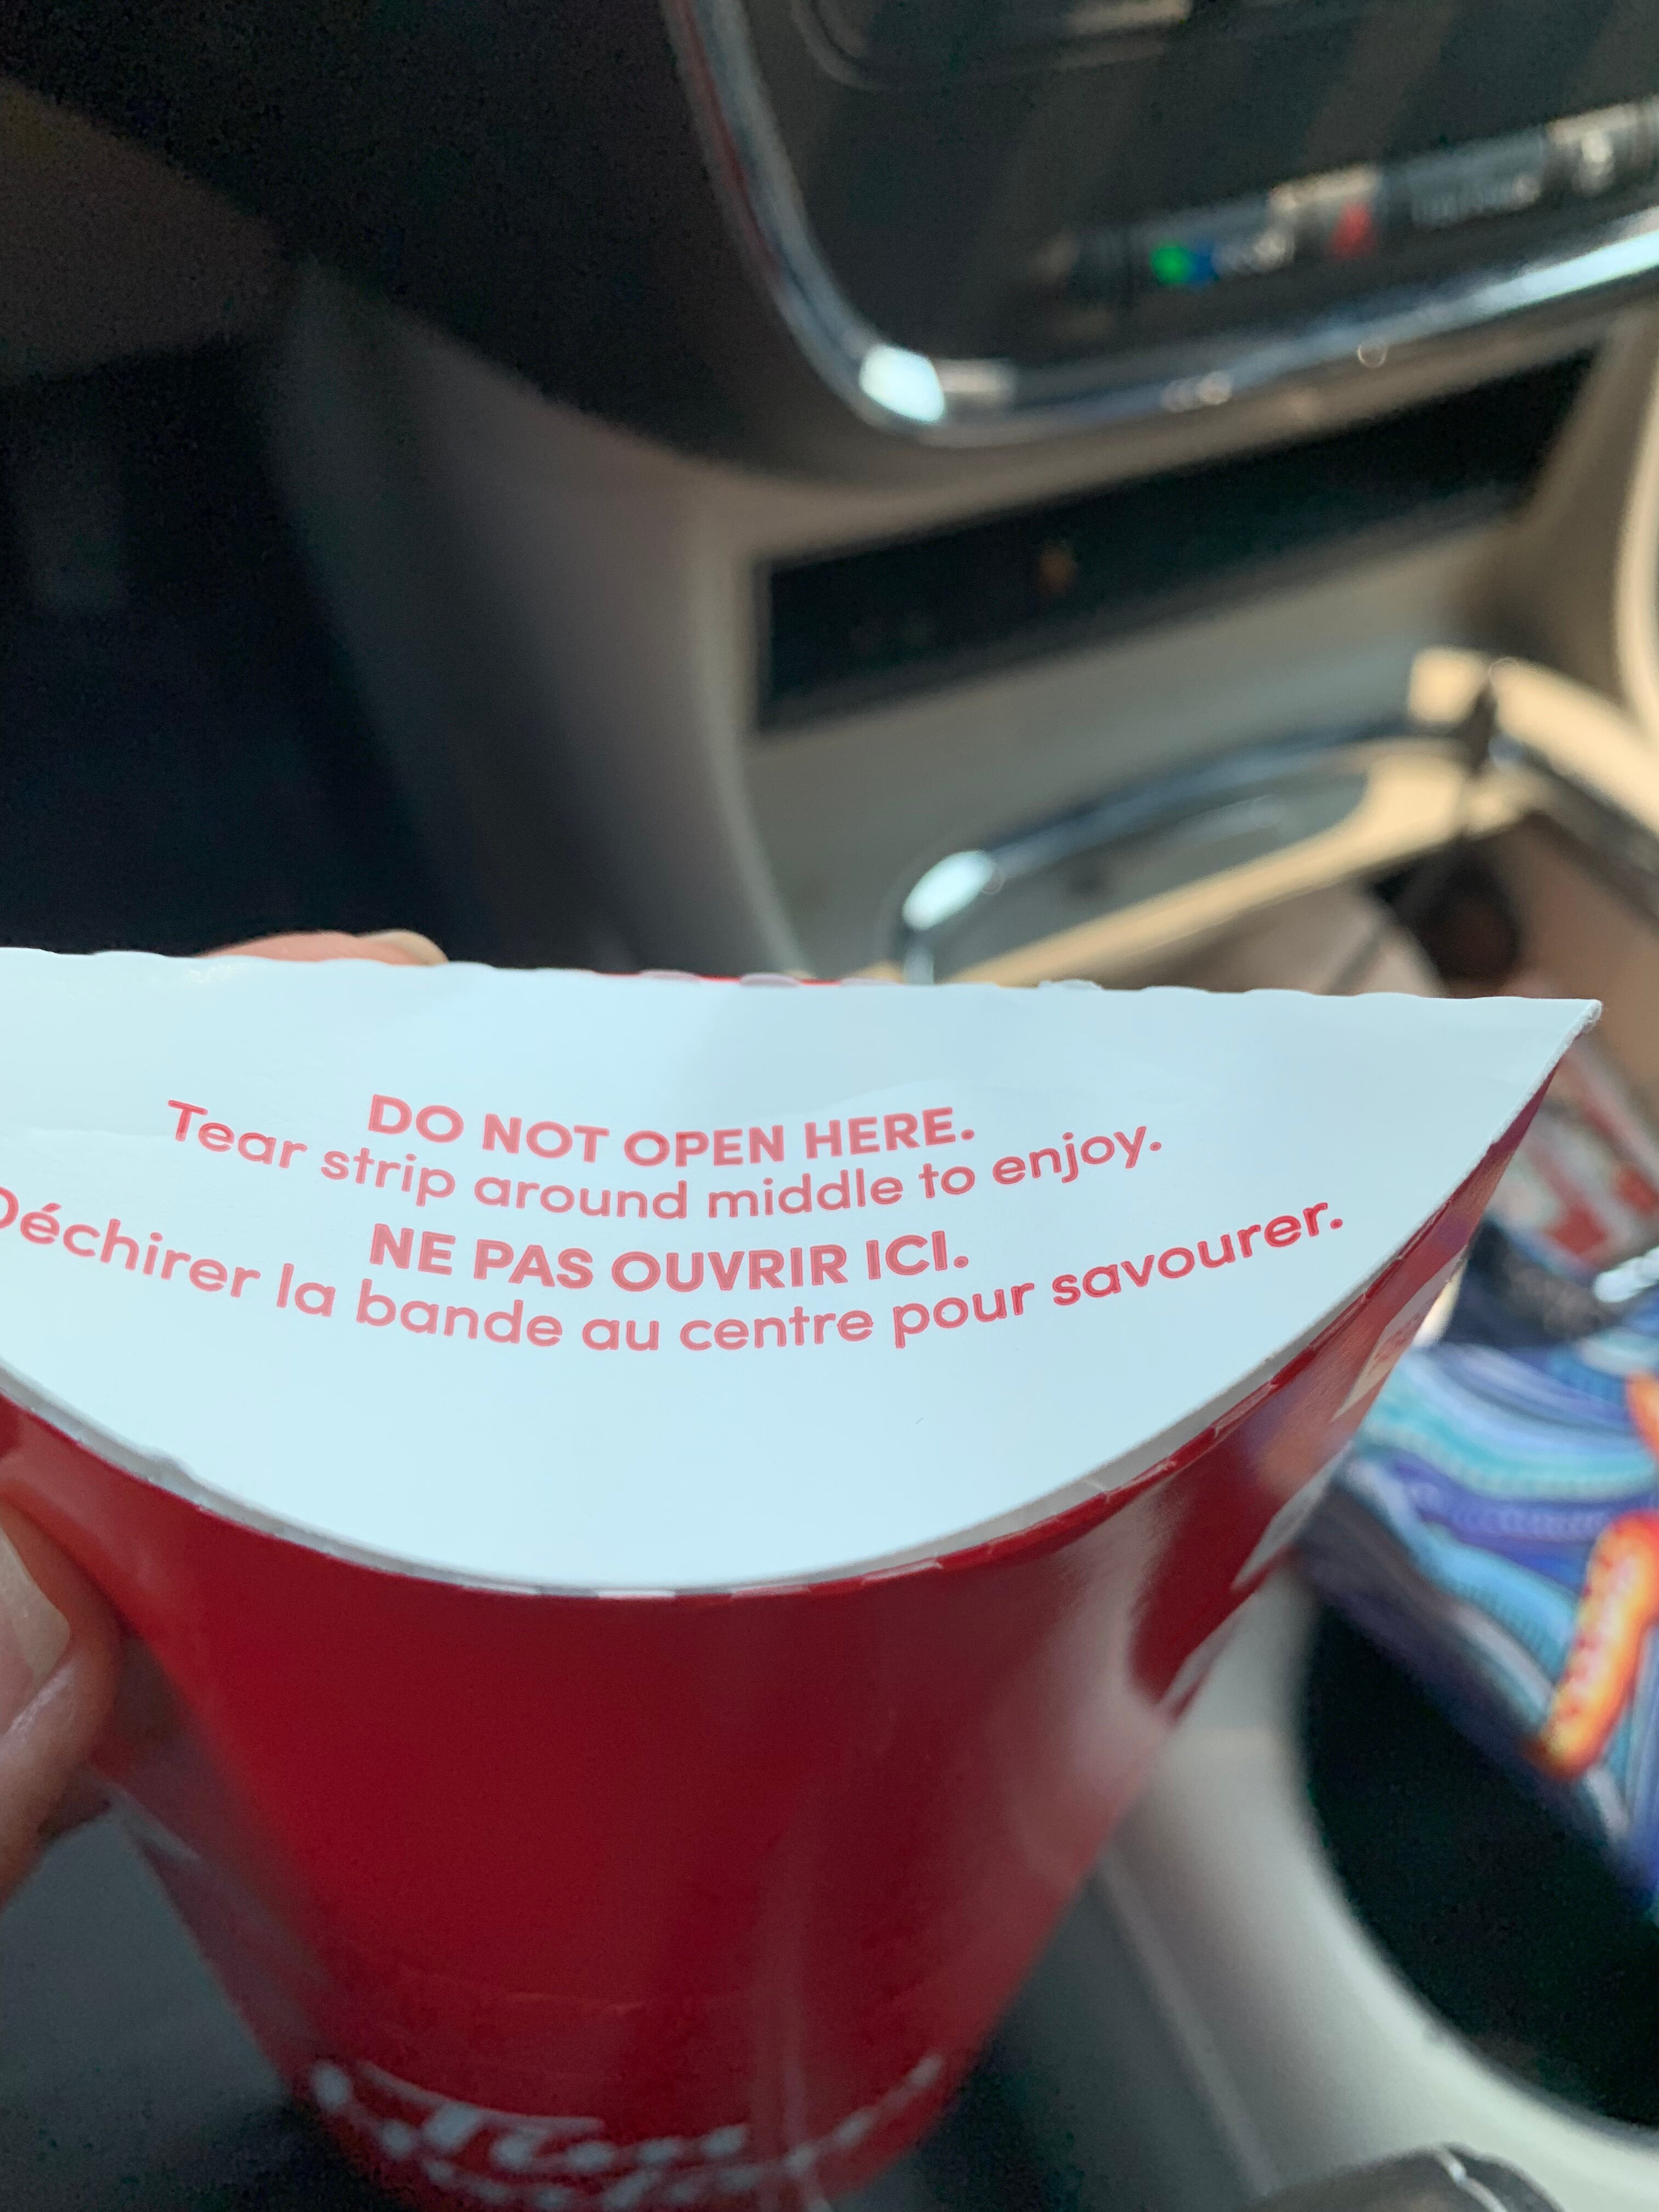 DO NOT OPEN HERE.
Tear strip around middle to enjoy.
NE PAS OUVRIR ICI.
Déchirer la bande au centre pour savourer.